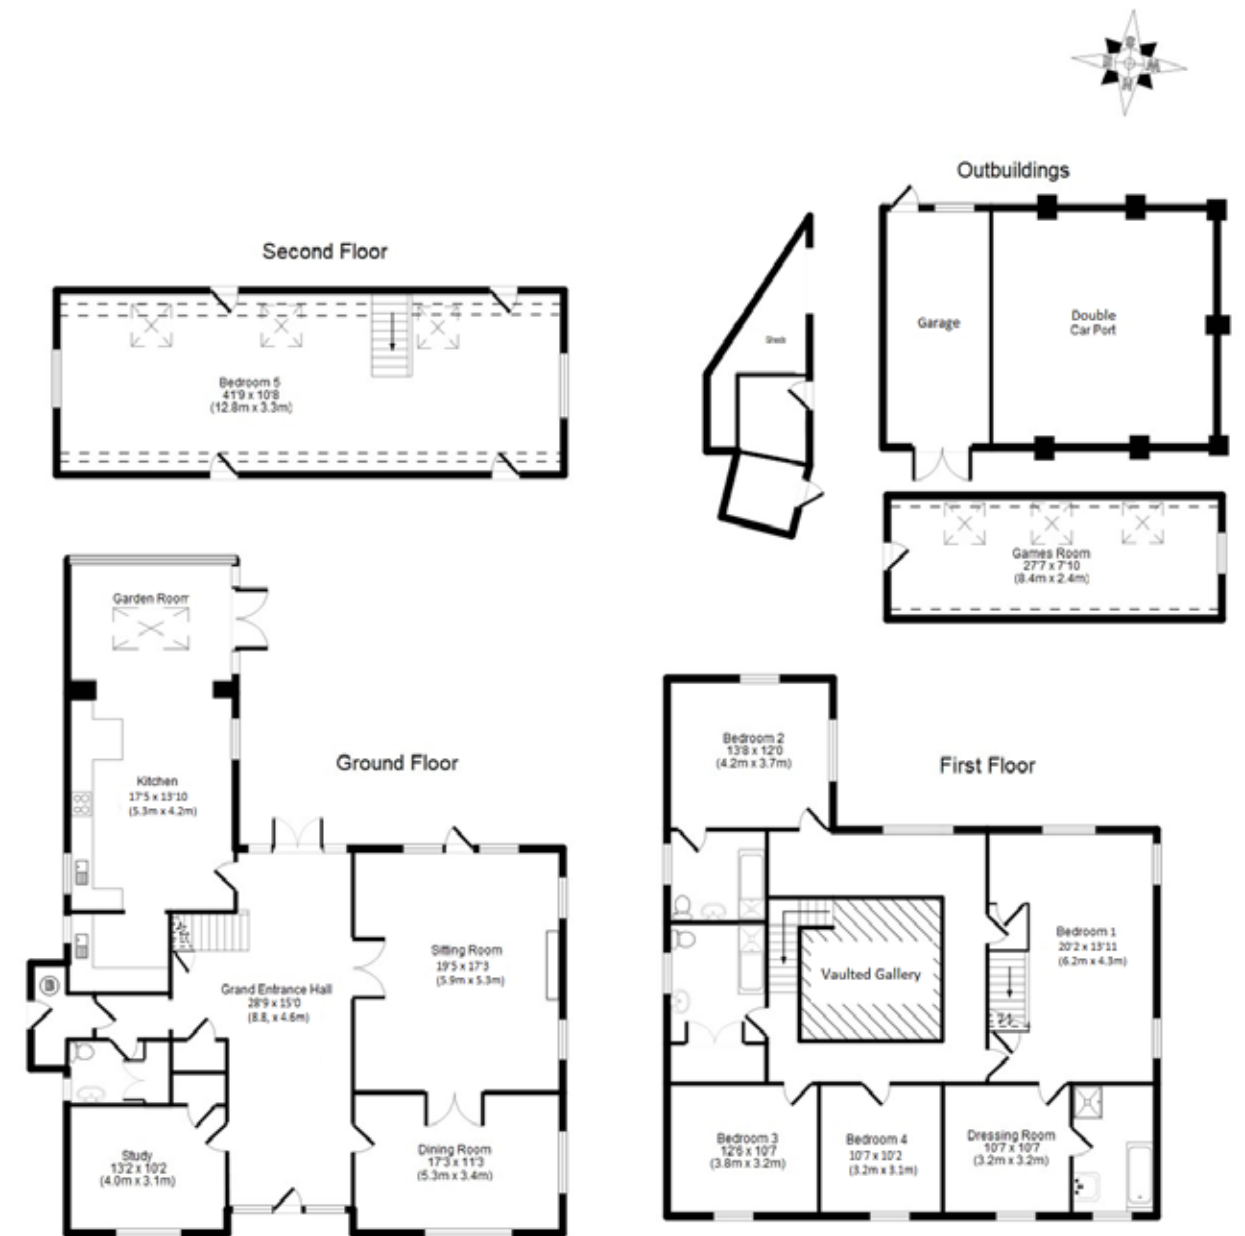 Outbuildings
Garage
Double
Car Port
Sheds
Games Room
27'7 x 7'10
(8.4m x 2.4m)
Second Floor
Bedroom 5
41'9 x 10'8
(12.8m x 3.3m)
Ground Floor
Garden Room
Kitchen
17'5 x 13'10
(5.3m x 4.2m)
Sitting Room
19'5 x 17'3
(5.9m x 5.3m)
Grand Entrance Hall
28'9 x 15'0
(8.8, x 4.6m)
B
Study
13'2 x 10'2
(4.0m x 3.1m)
Dining Room
17'3 x 11'3
(5.3m x 3.4m)
First Floor
Bedroom 2
13'8 x 12'0
(4.2m x 3.7m)
Bedroom 1
20'2 x 13'11
(6.2m x 4.3m)
Vaulted Gallery
Bedroom 3
12'6 x 10'7
(3.8m x 3.2m)
Bedroom 4
10'7 x 10'2
(3.2m x 3.1m)
Dressing Room
10'7 x 10'7
(3.2m x 3.2m)